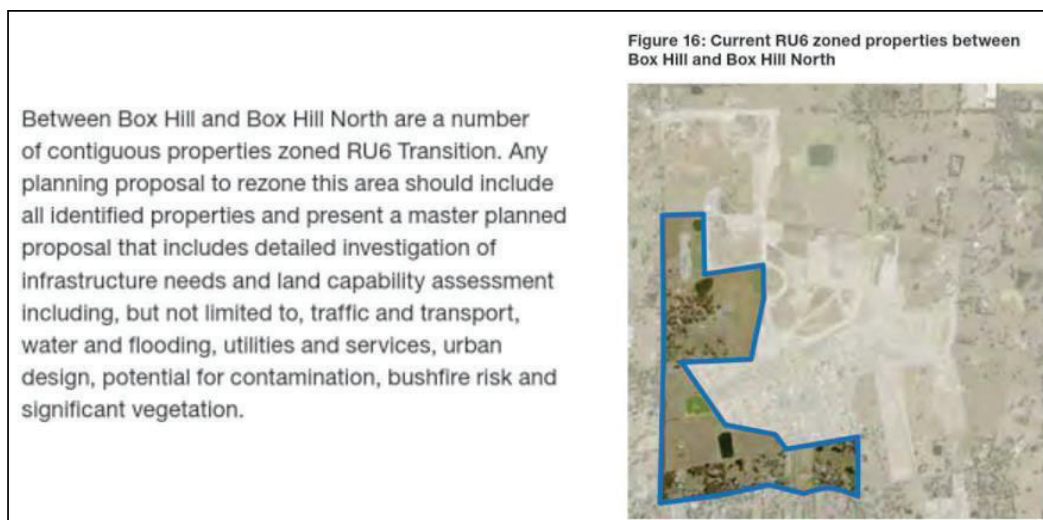 Figure 16: Current RU6 zoned properties between
Box Hill and Box Hill North
Between Box Hill and Box Hill North are a number
of contiguous properties zoned RU6 Transition. Any
planning proposal to rezone this area should include
all identified properties and present a master planned
proposal that includes detailed investigation of
infrastructure needs and land capability assessment
including, but not limited to, traffic and transport,
water and flooding, utilities and services, urban
design, potential for contamination, bushfire risk and
significant vegetation.